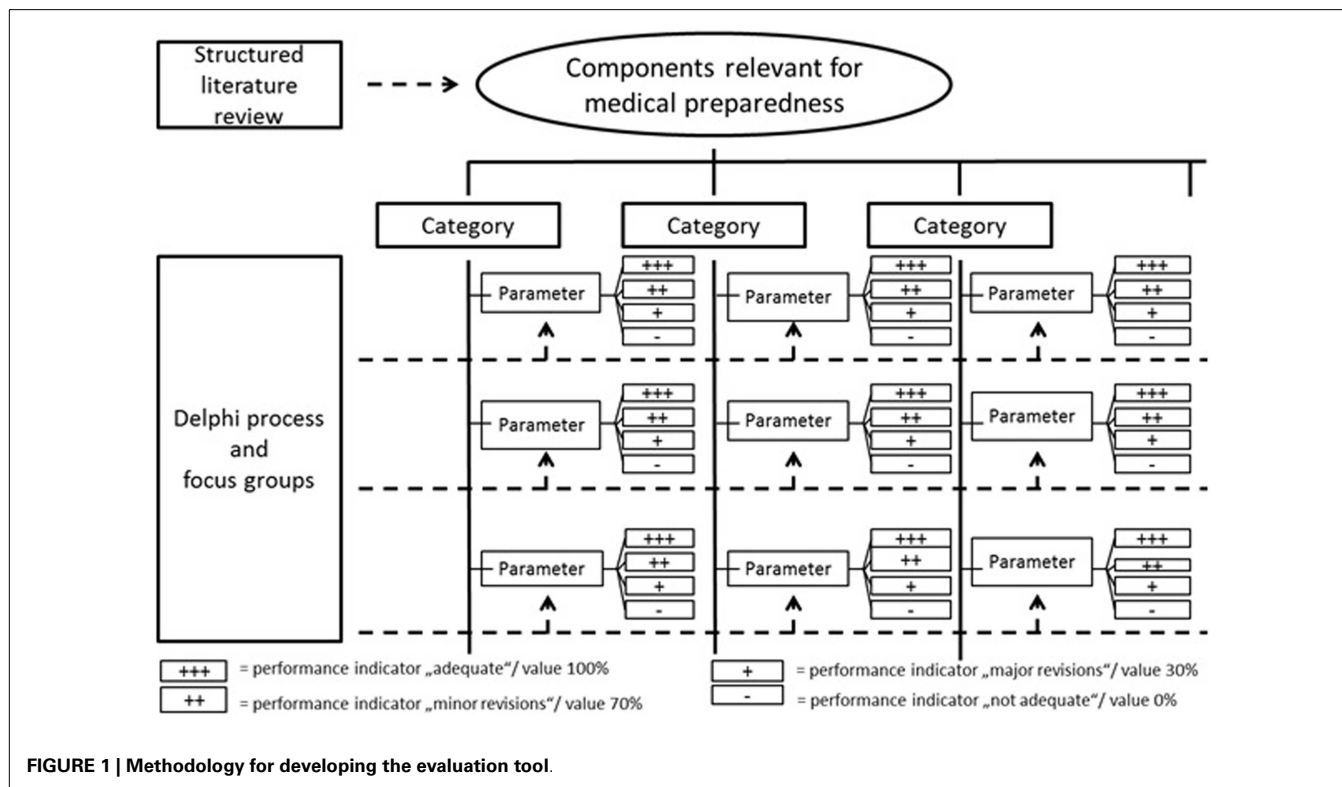 Structured
literature
review
Components relevant for
medical preparedness
Category
Category
Category
Delphi process
and
focus groups
Parameter
+++
++
+
-
Parameter
+++
++
+
-
Parameter
+++
++
+
-
Parameter
+++
++
+
-
Parameter
+++
++
+
-
Parameter
+++
++
+
-
Parameter
+++
++
+
-
Parameter
+++
++
+
-
Parameter
+++
++
+
-
+++ = performance indicator „adequate“/ value 100%
++ = performance indicator „minor revisions“/ value 70%
+ = performance indicator „major revisions“/ value 30%
- = performance indicator „not adequate“/ value 0%
FIGURE 1 | Methodology for developing the evaluation tool.